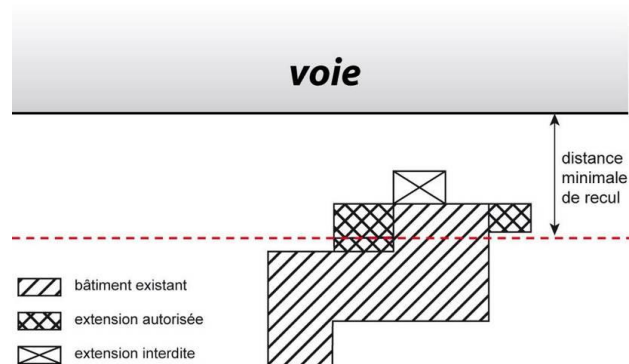 voie
distance
minimale
de recul
bâtiment existant
extension autorisée
extension interdite